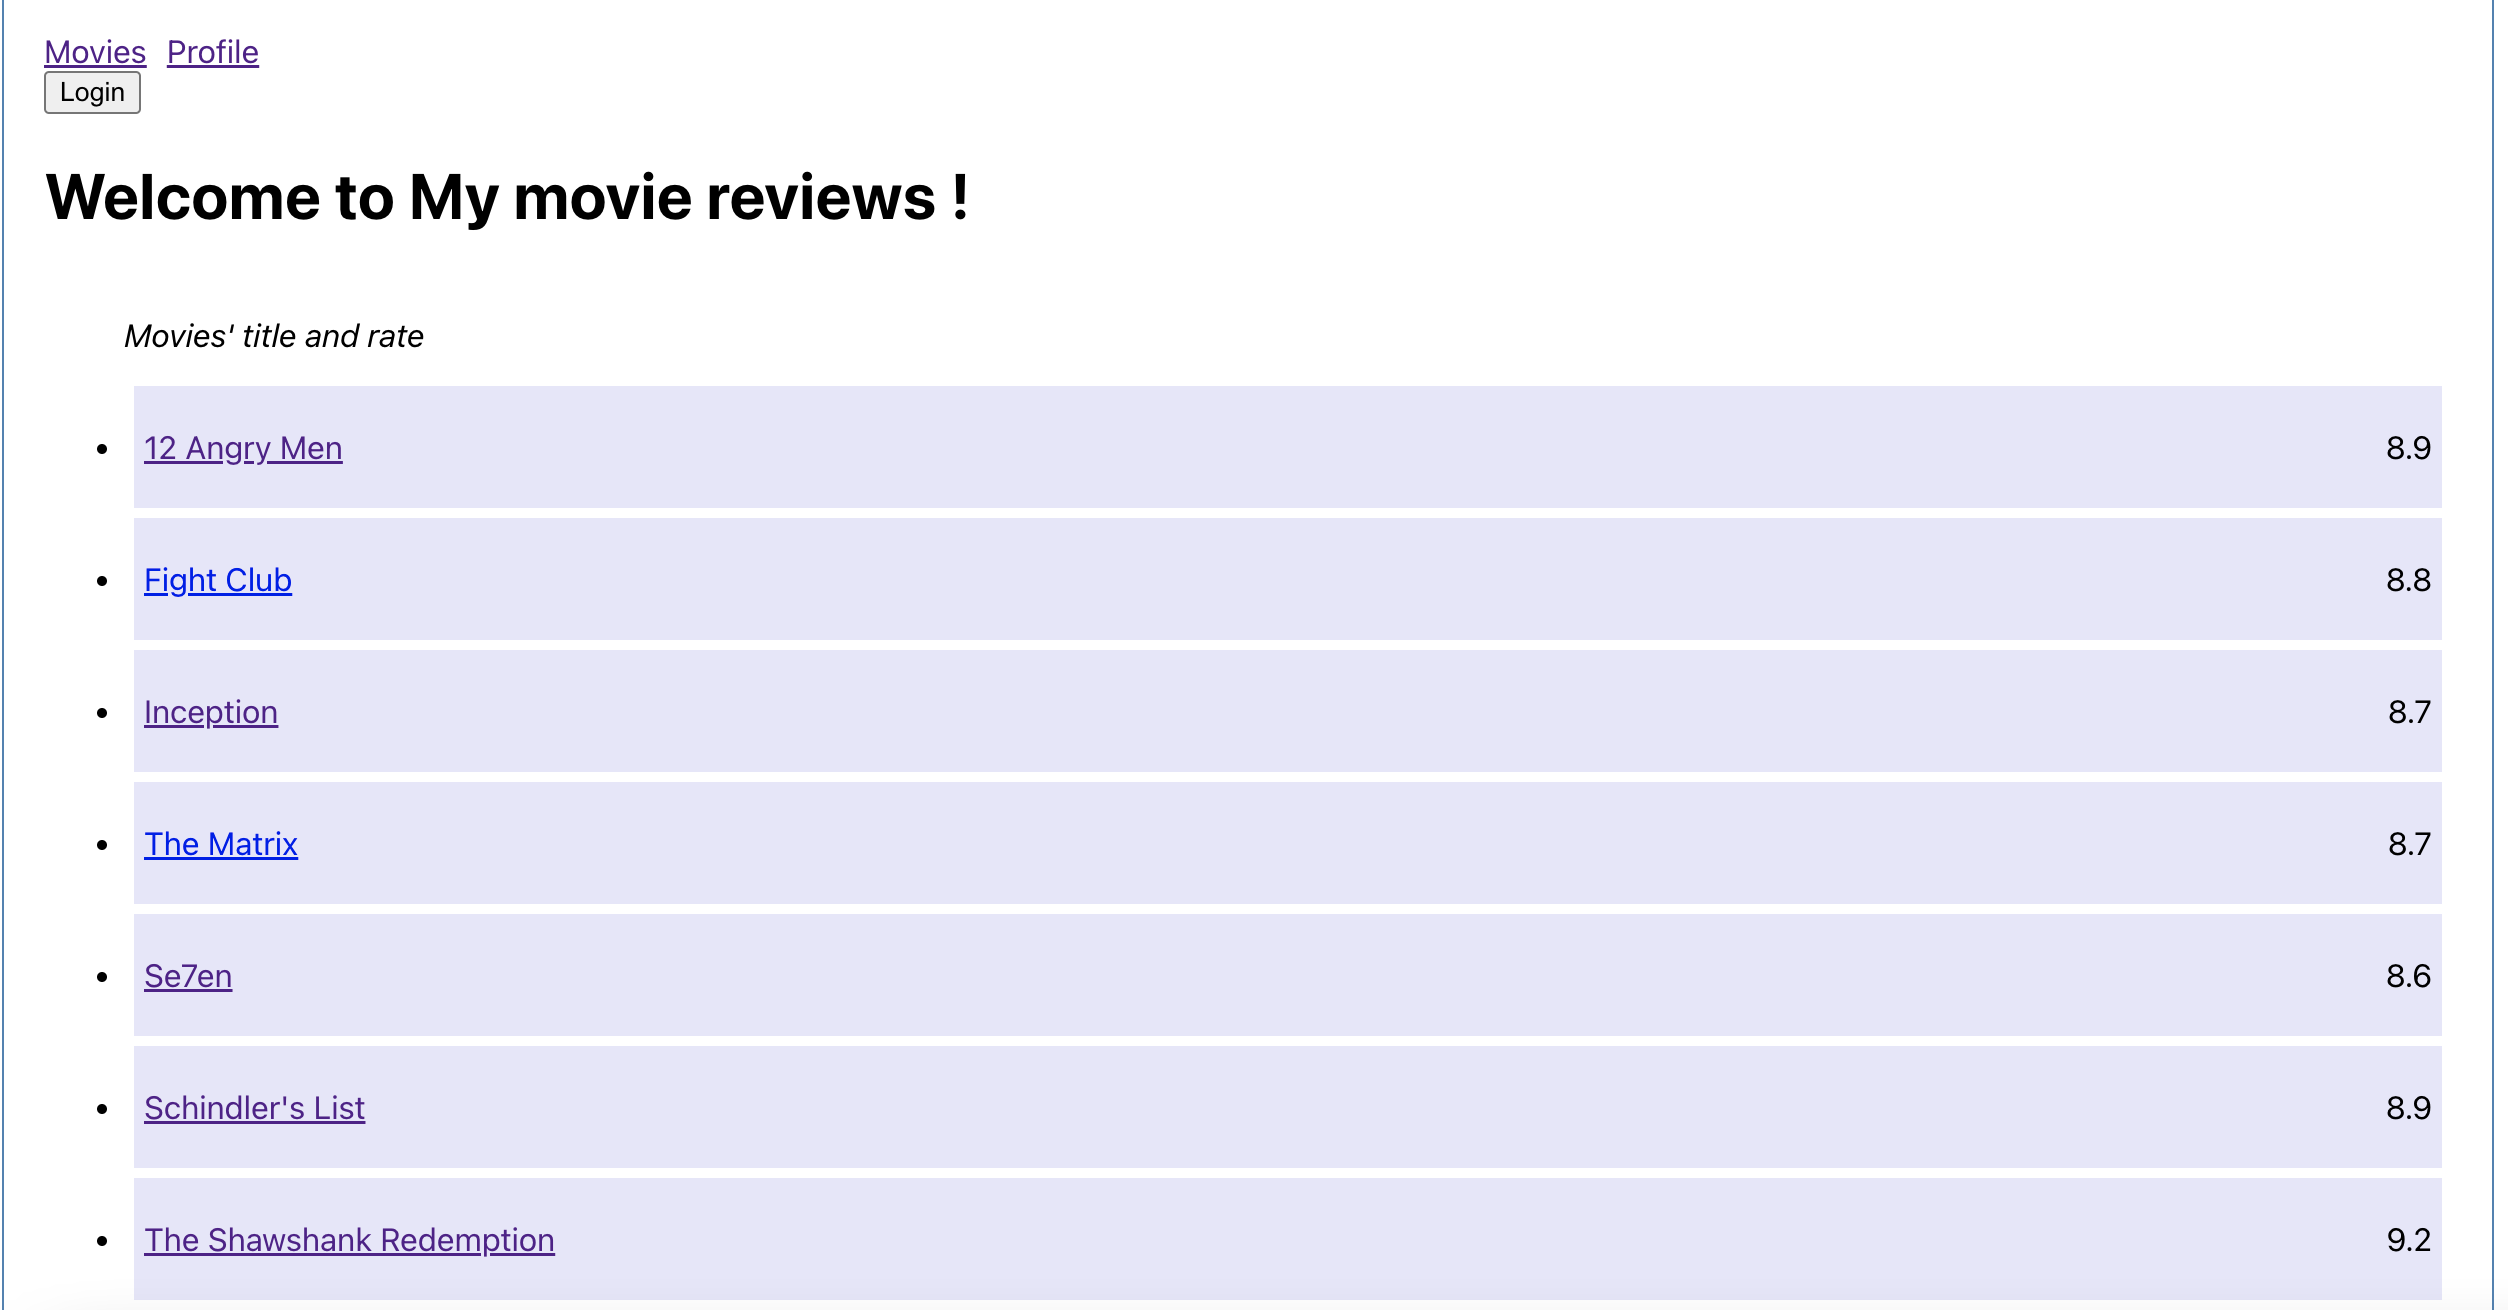 Movies Profile
Login
Welcome to My movie reviews !
Movies' title and rate
12 Angry Men 8.9
Fight Club 8.8
Inception 8.7
The Matrix 8.7
Se7en 8.6
Schindler's List 8.9
The Shawshank Redemption 9.2